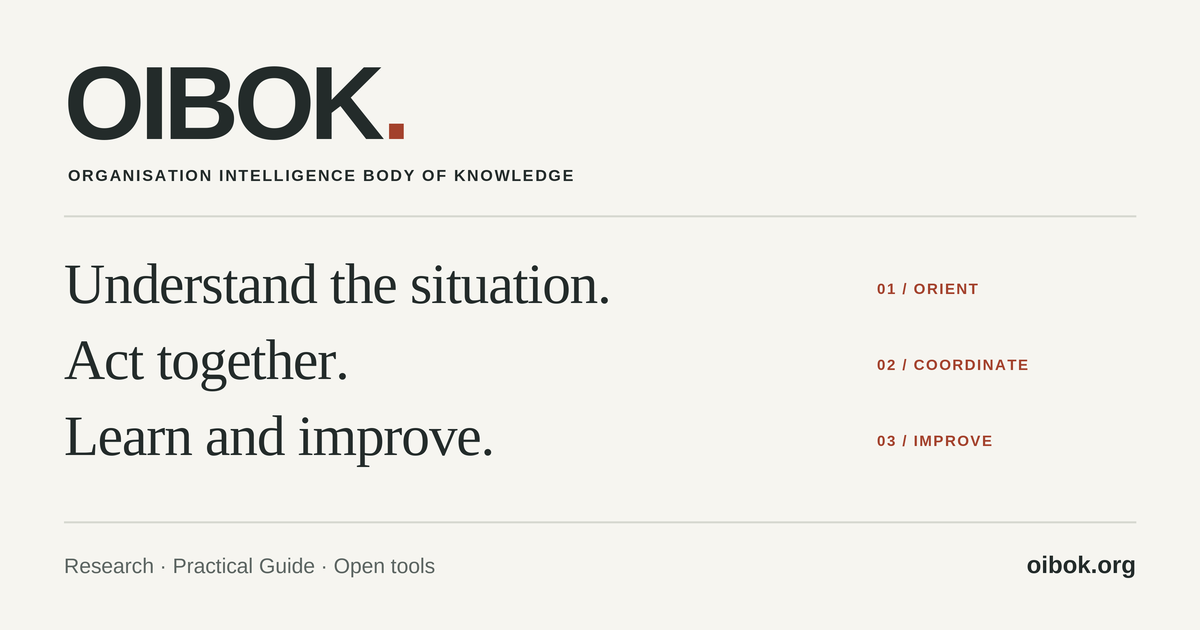 OIBOK.
ORGANISATION INTELLIGENCE BODY OF KNOWLEDGE
Understand the situation.
01 / ORIENT
Act together.
02 / COORDINATE
Learn and improve.
03 / IMPROVE
Research · Practical Guide · Open tools
oibok.org